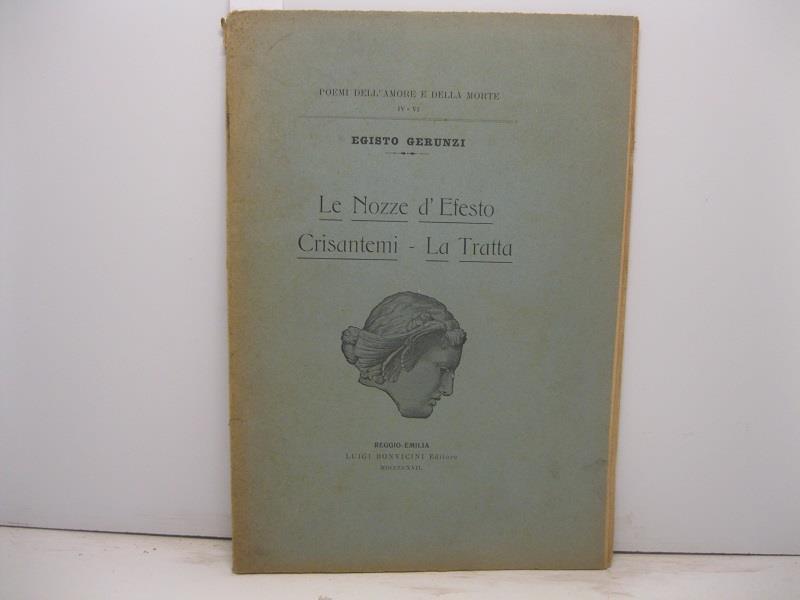 POEMI DELL'AMORE E DELLA MORTE
IV - VI
EGISTO GERUNZI
Le Nozze d'Efesto
Crisantemi - La Tratta
REGGIO-EMILIA
LUIGI BONVICINI Editore